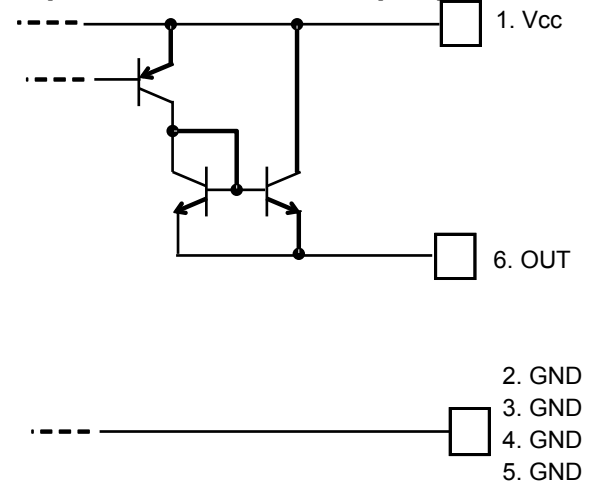 1. Vcc
6. OUT
2. GND
3. GND
4. GND
5. GND